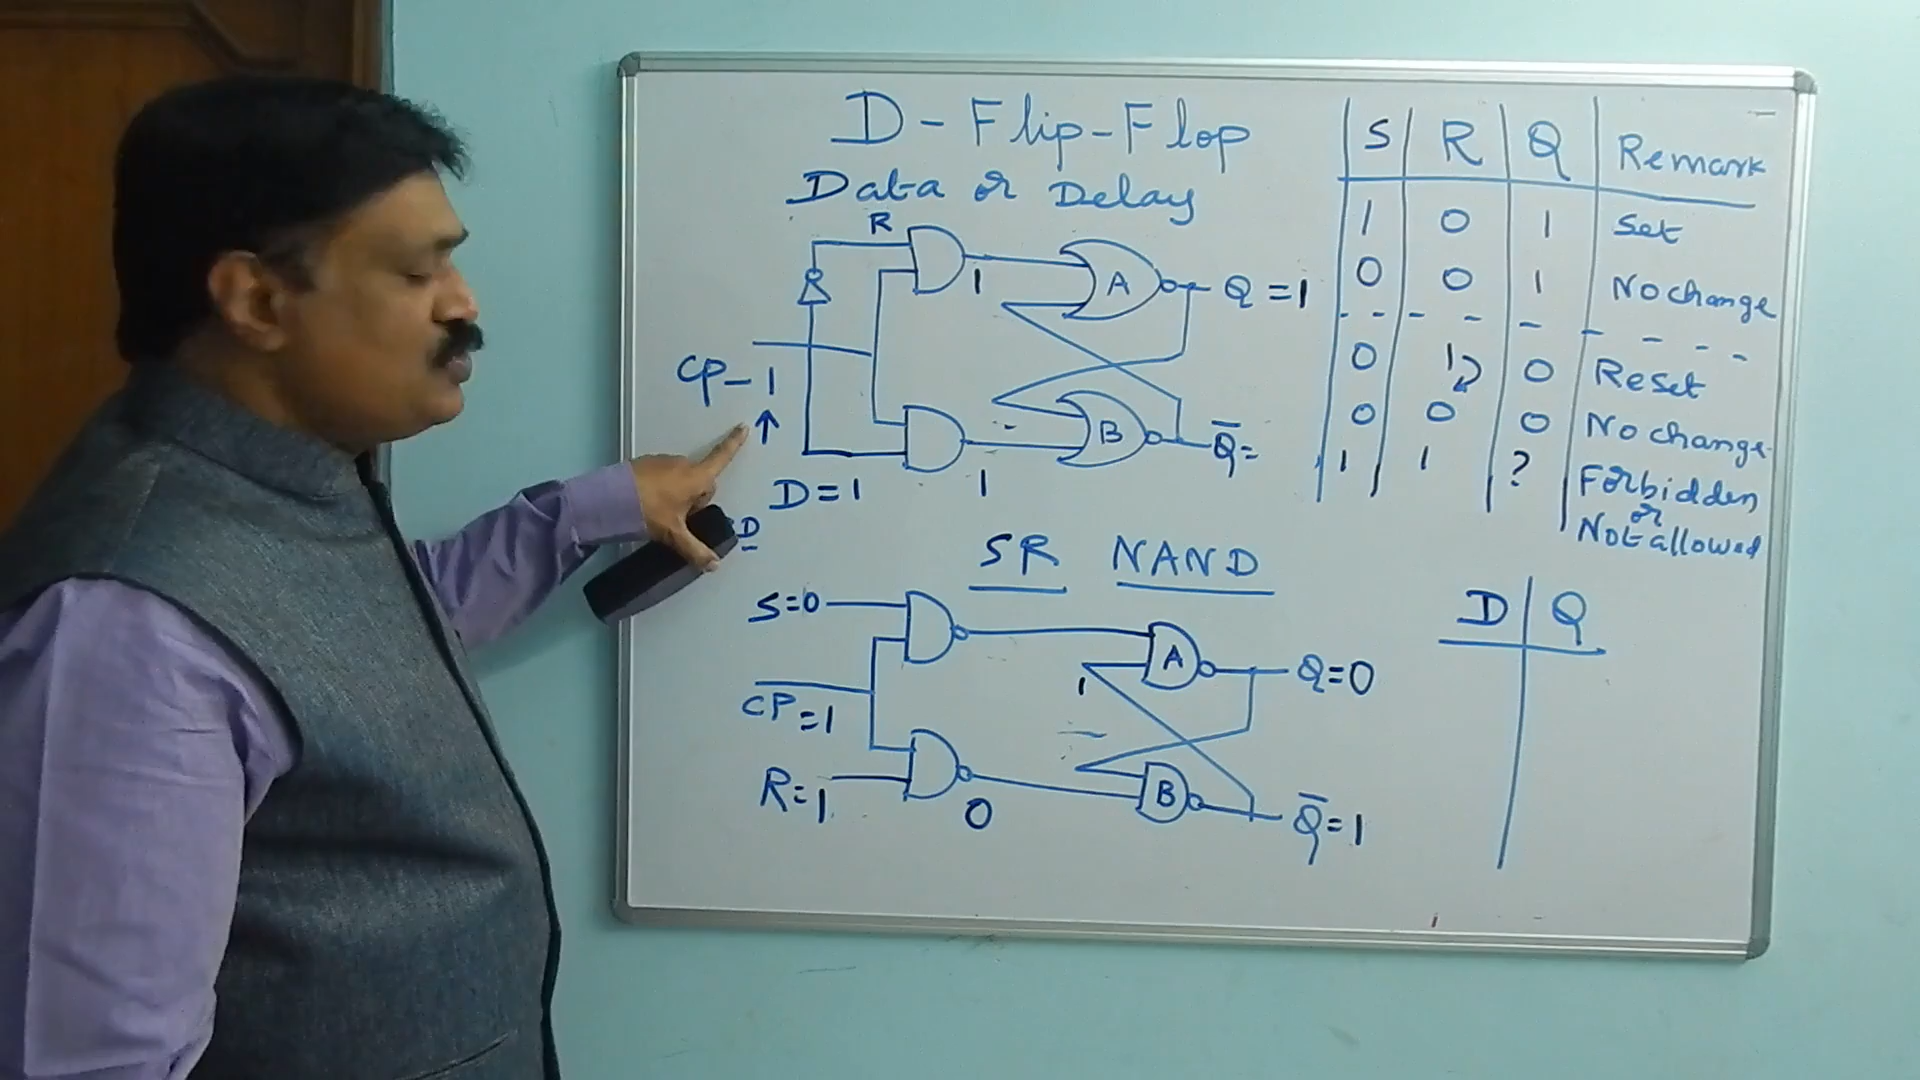 D - Flip - Flop
Data or Delay
R
1
A
Q = 1
CP - 1
↑
B
Q̅=
D = 1
1
D
S R Q Remark
1 0 1 Set
0 0 1 No change
0 1 0 Reset
0 0 0 No change
1 1 ? Forbidden
or
Not allowed
SR NAND
S=0
A
Q=0
1
CP=1
R=1
0
B
Q̅=1
D Q